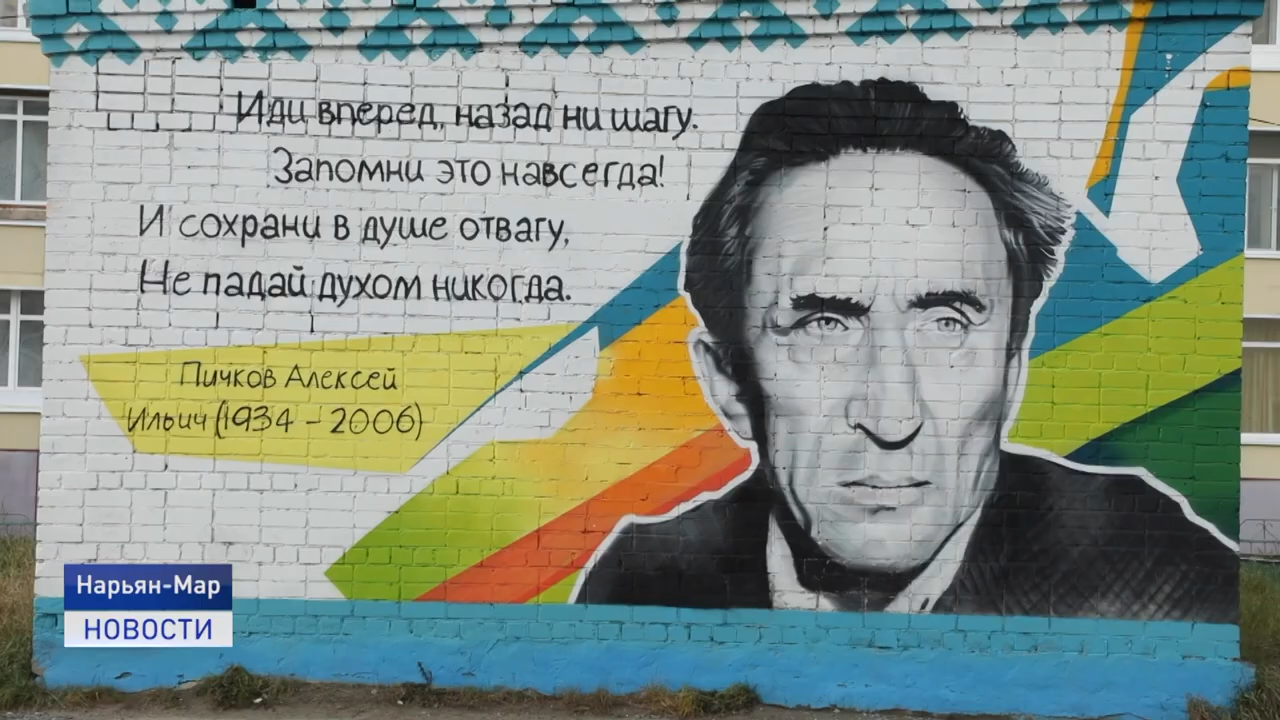 Иди вперед, назад ни шагу.
Запомни это навсегда!
И сохрани в душе отвагу,
Не падай духом никогда.
Пичков Алексей
Ильич (1934 – 2006)
Нарьян-Мар
НОВОСТИ